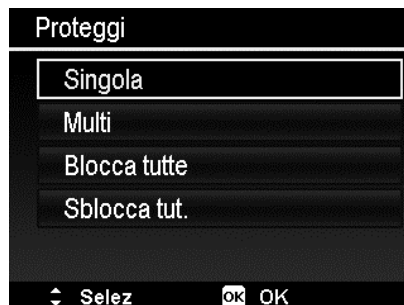 Proteggi
Singola
Multi
Blocca tutte
Sblocca tut.
Selez OK OK